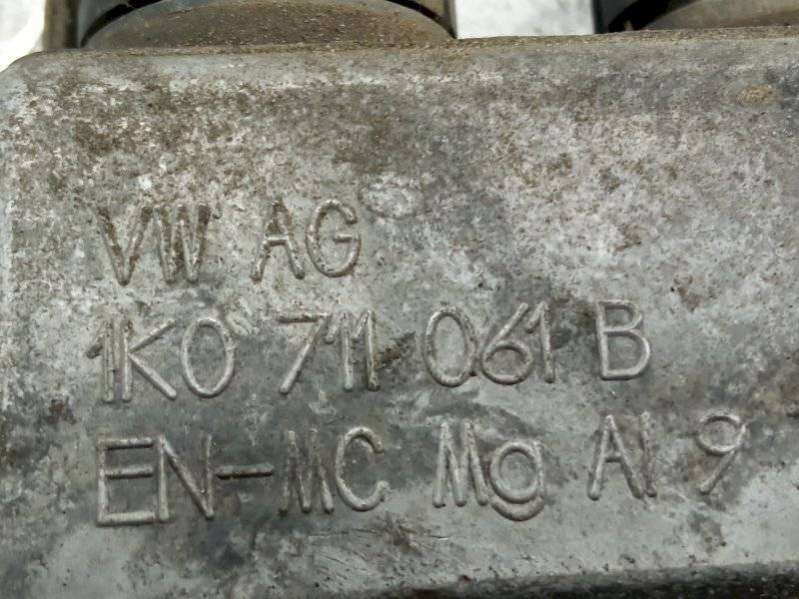 VW AG
1K0 711 061 B
EN-MC Mg Al 9